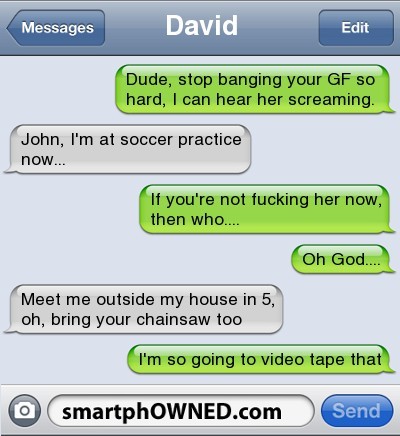 Messages
David
Edit
Dude, stop banging your GF so
hard, I can hear her screaming.
John, I'm at soccer practice
now...
If you're not fucking her now,
then who....
Oh God....
Meet me outside my house in 5,
oh, bring your chainsaw too
I'm so going to video tape that
smartphOWNED.com
Send